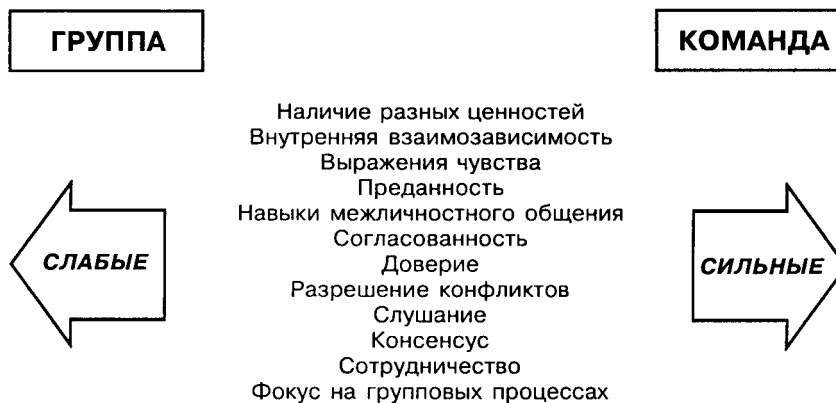 ГРУППА
КОМАНДА
Наличие разных ценностей
Внутренняя взаимозависимость
Выражения чувства
Преданность
Навыки межличностного общения
Согласованность
Доверие
Разрешение конфликтов
Слушание
Консенсус
Сотрудничество
Фокус на групповых процессах
СЛАБЫЕ
СИЛЬНЫЕ